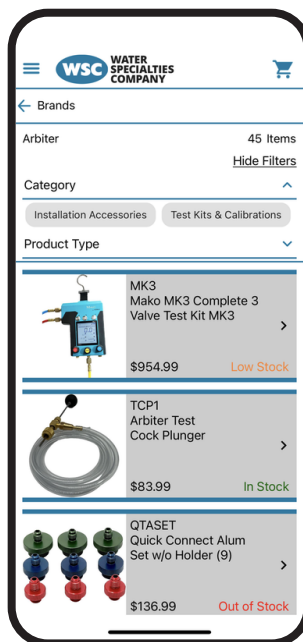 WSC
WATER
SPECIALTIES
COMPANY
Brands
Arbiter 45 Items
Hide Filters
Category
Installation Accessories Test Kits & Calibrations
Product Type
MK3
Mako MK3 Complete 3
Valve Test Kit MK3
$954.99 Low Stock
TCP1
Arbiter Test
Cock Plunger
$83.99 In Stock
QTASET
Quick Connect Alum
Set w/o Holder (9)
$136.99 Out of Stock